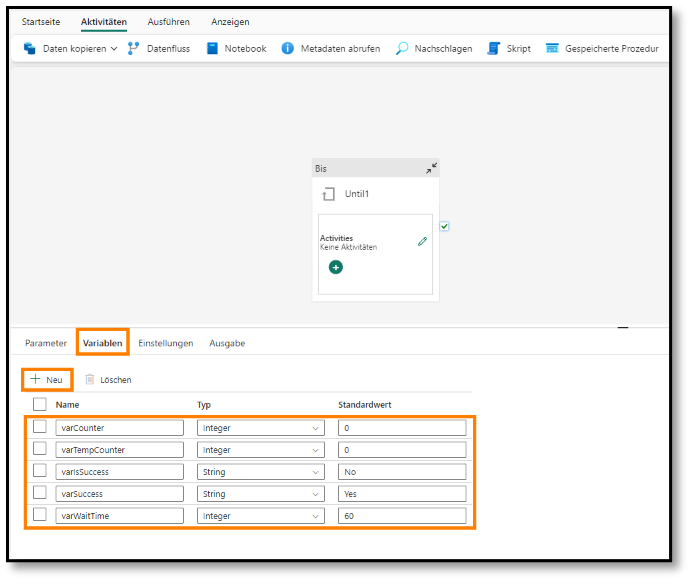 Startseite Aktivitäten Ausführen Anzeigen
Daten kopieren Datenfluss Notebook Metadaten abrufen Nachschlagen Skript Gespeicherte Prozedur
Bis
Until1
Activities
Keine Aktivitäten
Parameter Variablen Einstellungen Ausgabe
Neu Löschen
Name Typ Standardwert
varCounter Integer 0
varTempCounter Integer 0
varIsSuccess String No
varSuccess String Yes
varWaitTime Integer 60